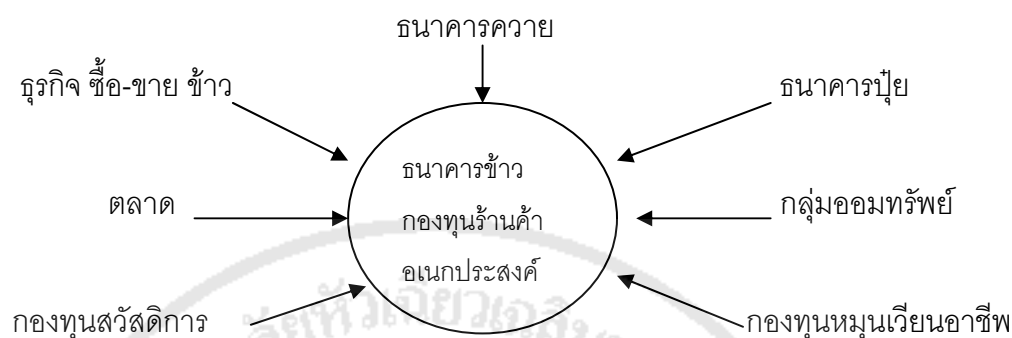 ธนาคารควาย
ธุรกิจ ซื้อ-ขาย ข้าว
ธนาคารปุ๋ย
ธนาคารข้าว
ตลาด
กลุ่มออมทรัพย์
กองทุนร้านค้า
อเนกประสงค์
กองทุนสวัสดิการ
กองทุนหมุนเวียนอาชีพ